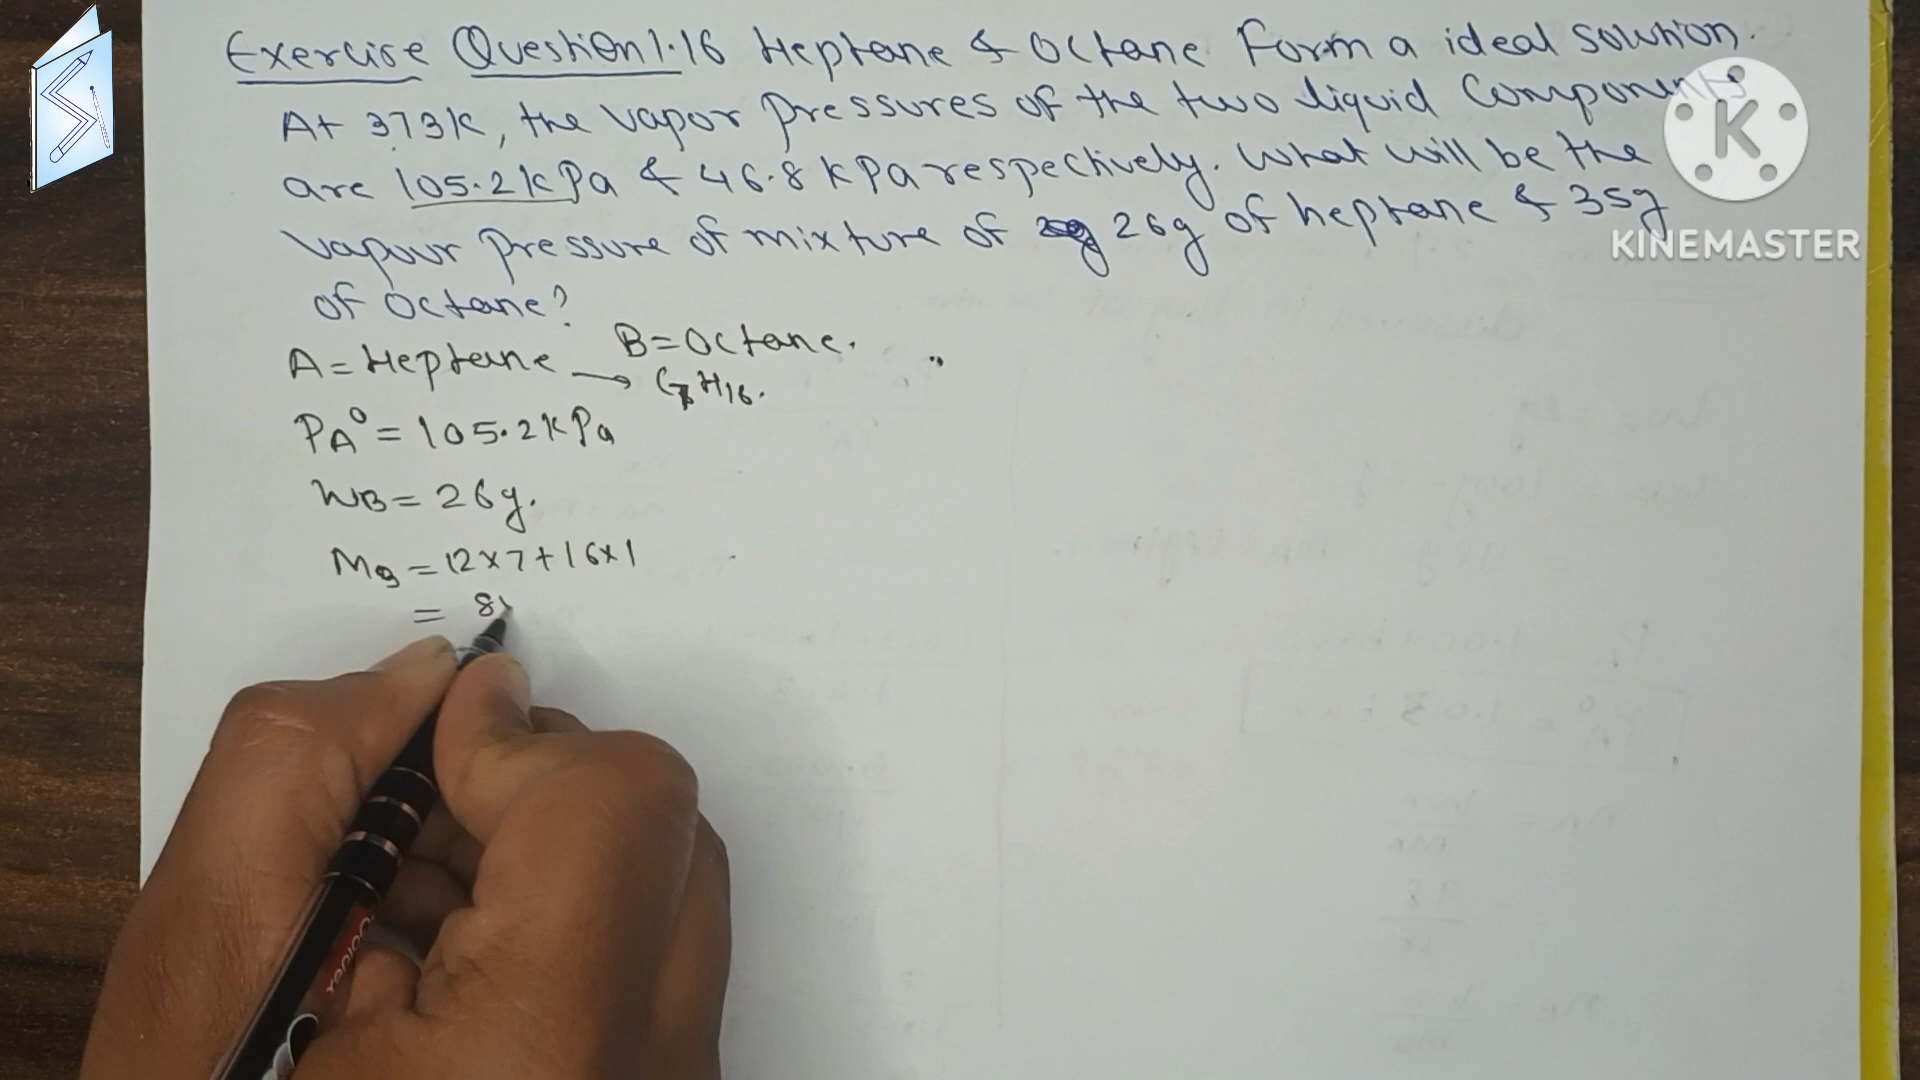 Exercise Question 1.16 Heptane & Octane Form a ideal solution.
At 373K, the vapor pressures of the two liquid Components
are 105.2kPa & 46.8 kPa respectively. What will be the
vapour pressure of mixture of 26g of heptane & 35g
of Octane?
A = Heptane → C7H16.
B = Octane.
PA° = 105.2kPa
WB = 26g.
MB = 12×7+16×1
= 8
K
KINEMASTER